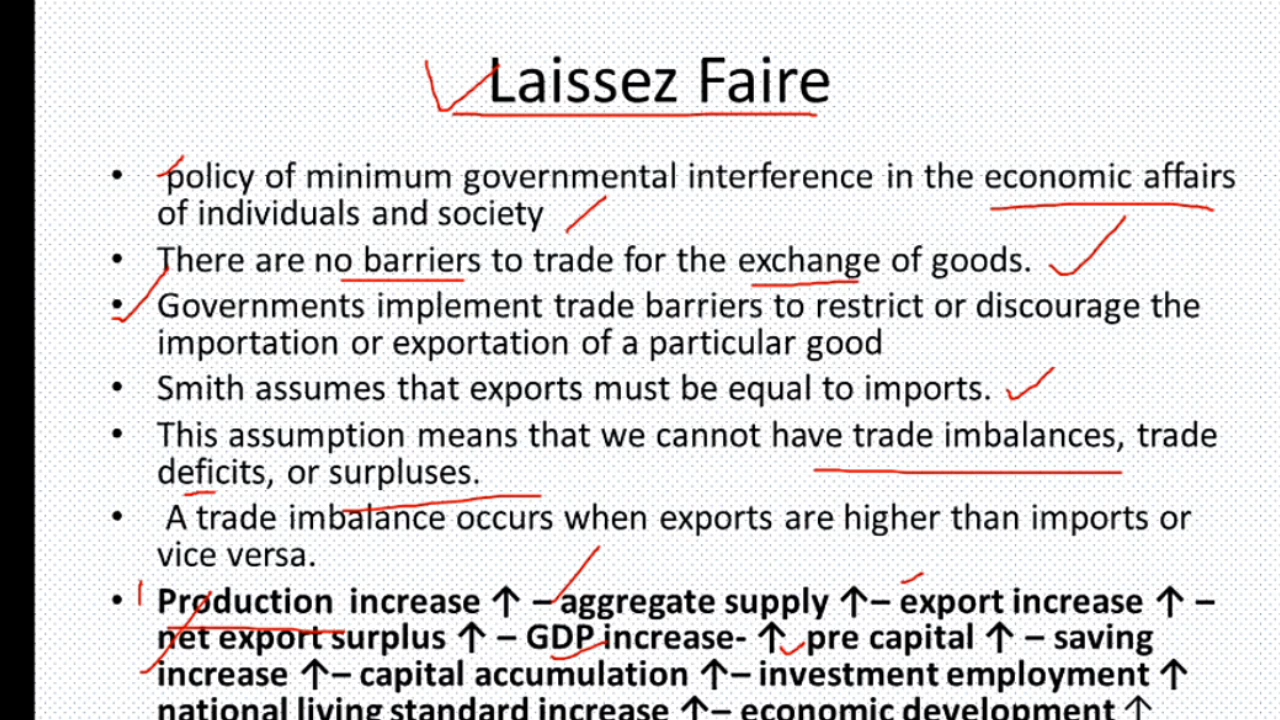 Laissez Faire
• policy of minimum governmental interference in the economic affairs
of individuals and society
• There are no barriers to trade for the exchange of goods.
• Governments implement trade barriers to restrict or discourage the
importation or exportation of a particular good
• Smith assumes that exports must be equal to imports.
• This assumption means that we cannot have trade imbalances, trade
deficits, or surpluses.
• A trade imbalance occurs when exports are higher than imports or
vice versa.
• Production increase ↑ – aggregate supply ↑– export increase ↑ –
net export surplus ↑ – GDP increase- ↑ pre capital ↑ – saving
increase ↑– capital accumulation ↑– investment employment ↑
national living standard increase ↑– economic development ↑